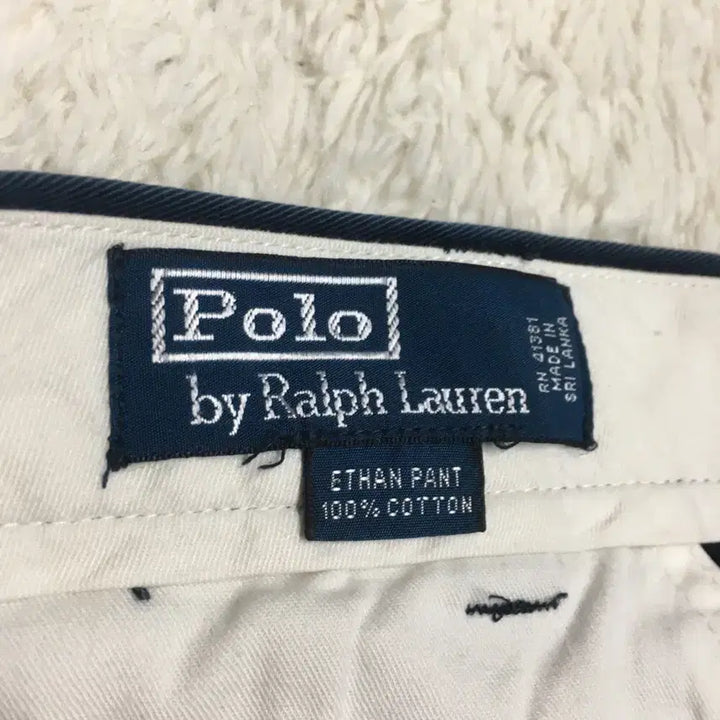 Polo
by Ralph Lauren
RN 41381
MADE IN
SRI LANKA
ETHAN PANT
100% COTTON